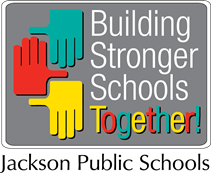 Building
Stronger
Schools
Together!
Jackson Public Schools